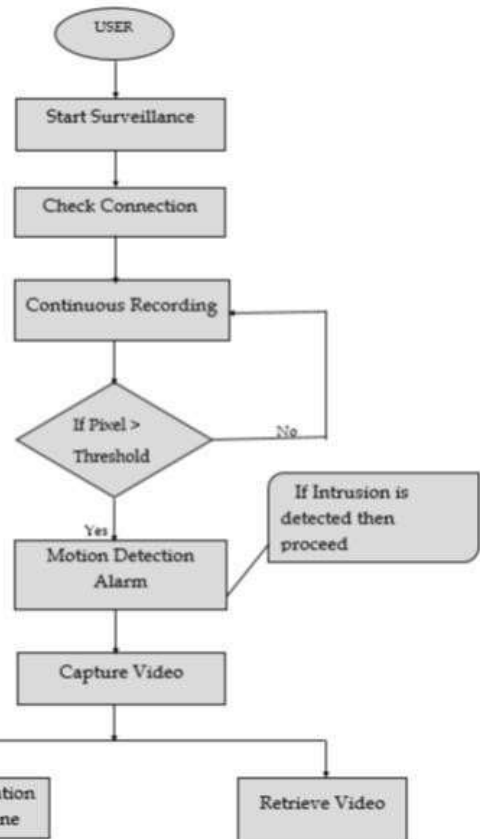 USER
Start Surveillance
Check Connection
Continuous Recording
If Pixel >
Threshold
No
If Intrusion is
detected then
proceed
Yes
Motion Detection
Alarm
Capture Video
Retrieve Video